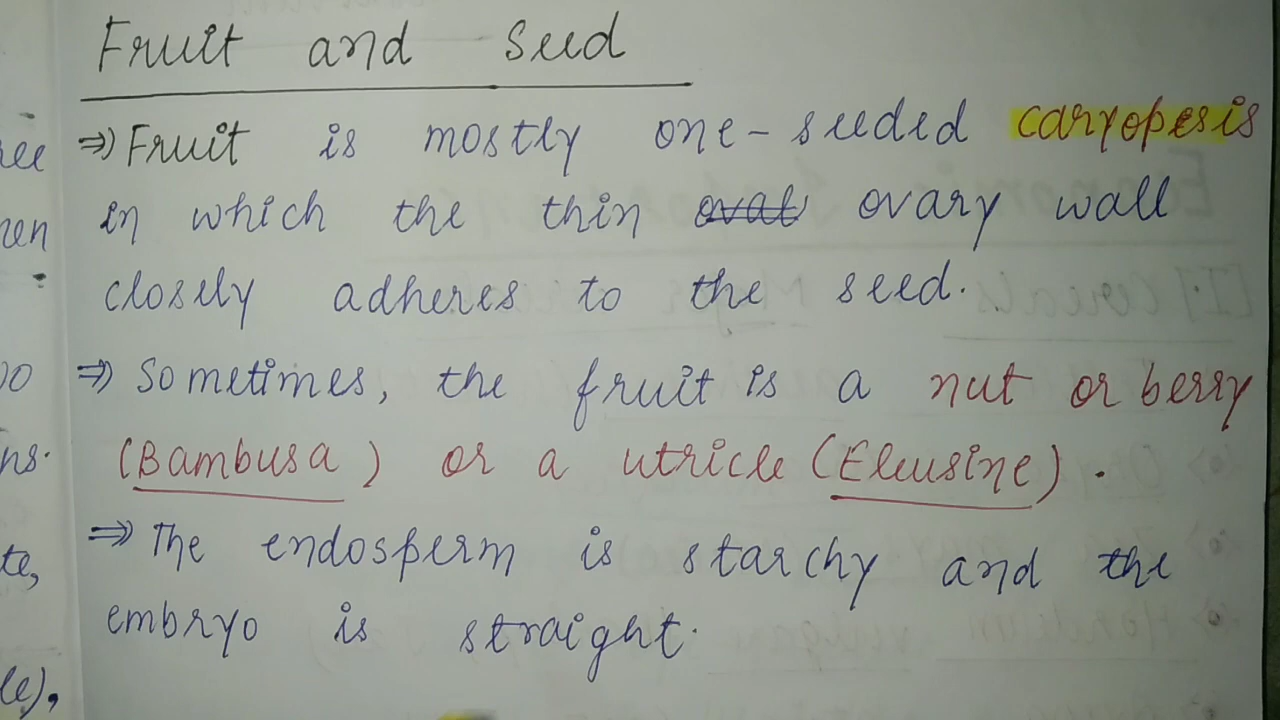 Fruit and Seed
⇒ Fruit is mostly one-seeded caryopesis
in which the thin ovary wall
closely adheres to the seed.
⇒ Sometimes, the fruit is a nut or berry
(Bambusa) or a utricle (Eleusine).
⇒ The endosperm is starchy and the
embryo is straight.